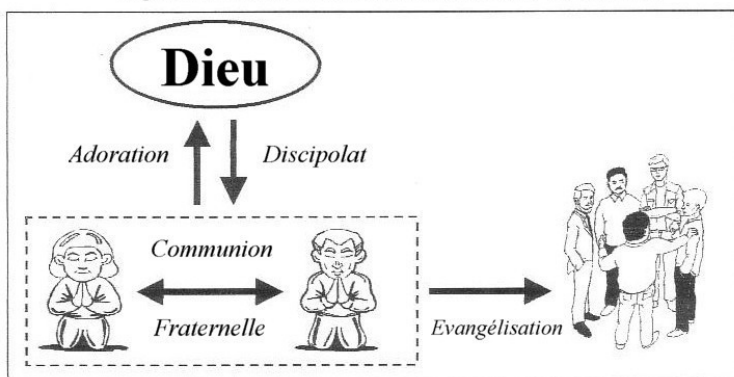 Dieu
Adoration
Discipolat
Communion
Fraternelle
Evangélisation